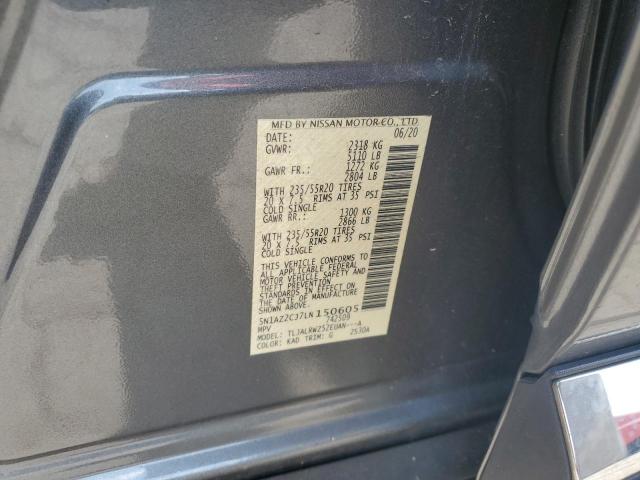 MFD BY NISSAN MOTOR CO., LTD
DATE: 06/20
GVWR: 2318 KG
5110 LB
GAWR FR.: 1272 KG
2804 LB
WITH 235/55R20 TIRES
20 X 7.5 RIMS AT 35 PSI
COLD SINGLE
GAWR RR.: 1300 KG
2866 LB
WITH 235/55R20 TIRES
20 X 7.5 RIMS AT 35 PSI
COLD SINGLE
THIS VEHICLE CONFORMS TO
ALL APPLICABLE FEDERAL
MOTOR VEHICLE SAFETY AND
THEFT PREVENTION
STANDARDS IN EFFECT ON
THE DATE OF MANUFACTURE
SHOWN ABOVE.
5N1AZ2CJ7LN150605
742509
MPV TLJALRWZ52EUAN---A
COLOR: KAD TRIM: G 2530A